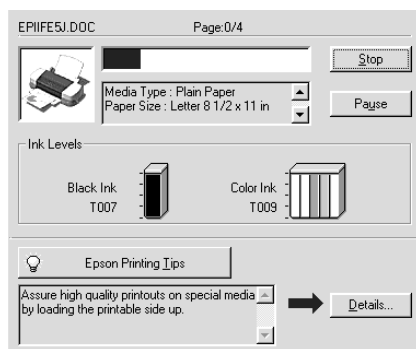 EPIIFE5J.DOC Page:0/4
Stop
Media Type : Plain Paper
Paper Size : Letter 8 1/2 x 11 in
Pause
Ink Levels
Black Ink
T007
Color Ink
T009
Epson Printing Tips
Assure high quality printouts on special media
by loading the printable side up.
Details...